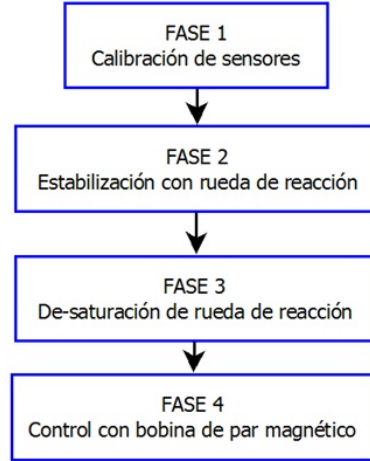 FASE 1
Calibración de sensores
FASE 2
Estabilización con rueda de reacción
FASE 3
De-saturación de rueda de reacción
FASE 4
Control con bobina de par magnético